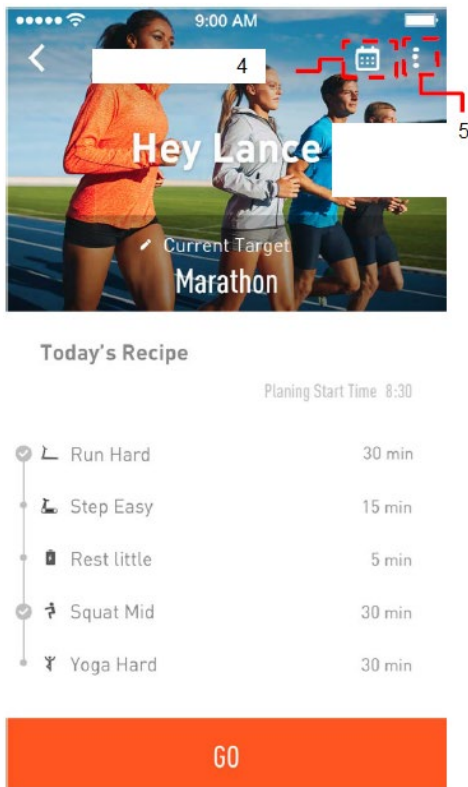 9:00 AM
4
5
Hey Lance
Current Target
Marathon
Today's Recipe
Planing Start Time 8:30
Run Hard 30 min
Step Easy 15 min
Rest little 5 min
Squat Mid 30 min
Yoga Hard 30 min
GO